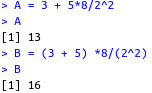 > A = 3 + 5*8/2^2
> A
[1] 13
> B = (3 + 5) *8/(2^2)
> B
[1] 16